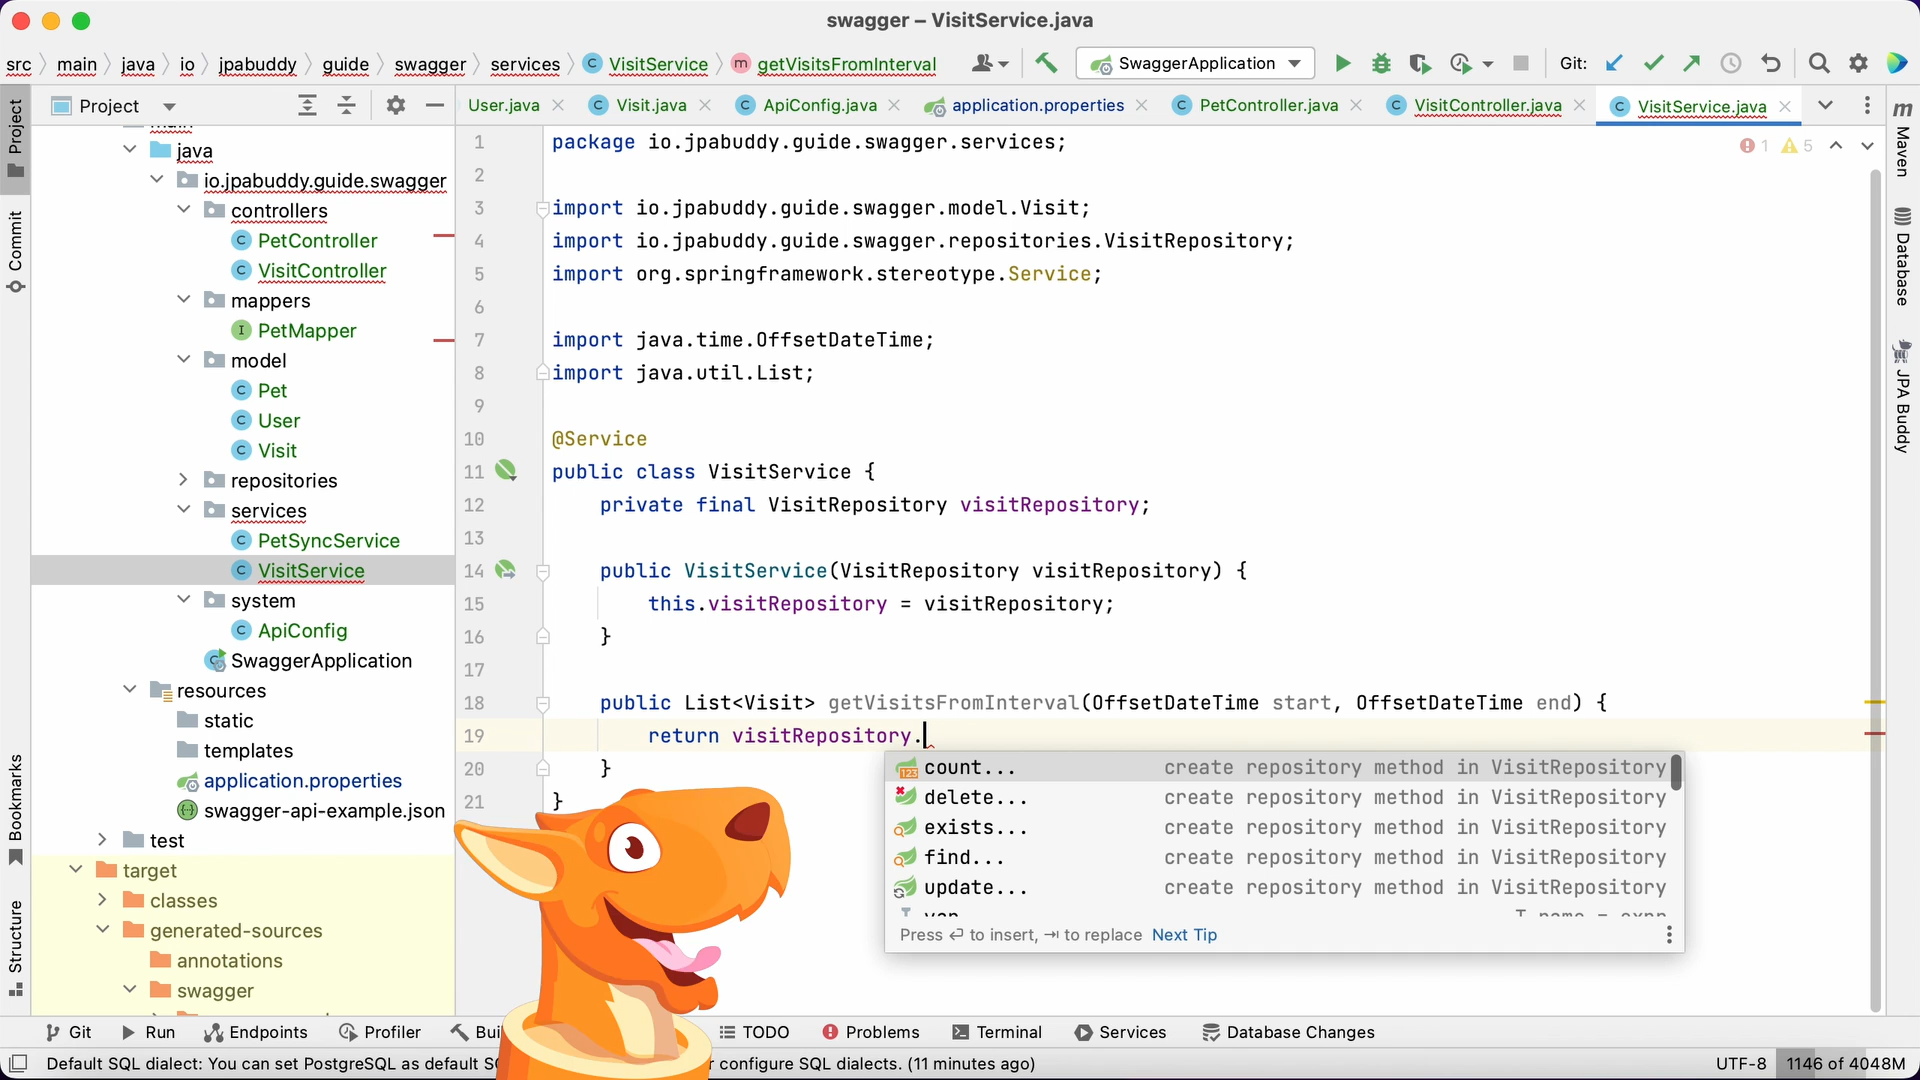 swagger – VisitService.java
src main java io jpabuddy guide swagger services VisitService getVisitsFromInterval SwaggerApplication Git:
Project User.java Visit.java ApiConfig.java application.properties PetController.java VisitController.java VisitService.java
Project
Commit
Bookmarks
Structure
java
io.jpabuddy.guide.swagger
controllers
PetController
VisitController
mappers
PetMapper
model
Pet
User
Visit
repositories
services
PetSyncService
VisitService
system
ApiConfig
SwaggerApplication
resources
static
templates
application.properties
swagger-api-example.json
test
target
classes
generated-sources
annotations
swagger
1 package io.jpabuddy.guide.swagger.services;
2
3 import io.jpabuddy.guide.swagger.model.Visit;
4 import io.jpabuddy.guide.swagger.repositories.VisitRepository;
5 import org.springframework.stereotype.Service;
6
7 import java.time.OffsetDateTime;
8 import java.util.List;
9
10 @Service
11 public class VisitService {
12 private final VisitRepository visitRepository;
13
14 public VisitService(VisitRepository visitRepository) {
15 this.visitRepository = visitRepository;
16 }
17
18 public List<Visit> getVisitsFromInterval(OffsetDateTime start, OffsetDateTime end) {
19 return visitRepository.
20 }
21 }
1 5
count... create repository method in VisitRepository
delete... create repository method in VisitRepository
exists... create repository method in VisitRepository
find... create repository method in VisitRepository
update... create repository method in VisitRepository
Press ↵ to insert, ⇥ to replace Next Tip
m Maven
Database
JPA Buddy
Git Run Endpoints Profiler TODO Problems Terminal Services Database Changes
Default SQL dialect: You can set PostgreSQL as default configure SQL dialects. (11 minutes ago) UTF-8 1146 of 4048M